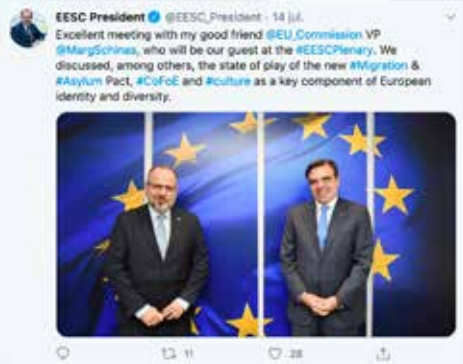 EESC President @EESC_President · 14 jul.
Excellent meeting with my good friend @EU_Commission VP
@MargSchinas, who will be our guest at the #EESCPlenary. We
discussed, among others, the state of play of the new #Migration &
#Asylum Pact, #CoFoE and #culture as a key component of European
identity and diversity.
11 28